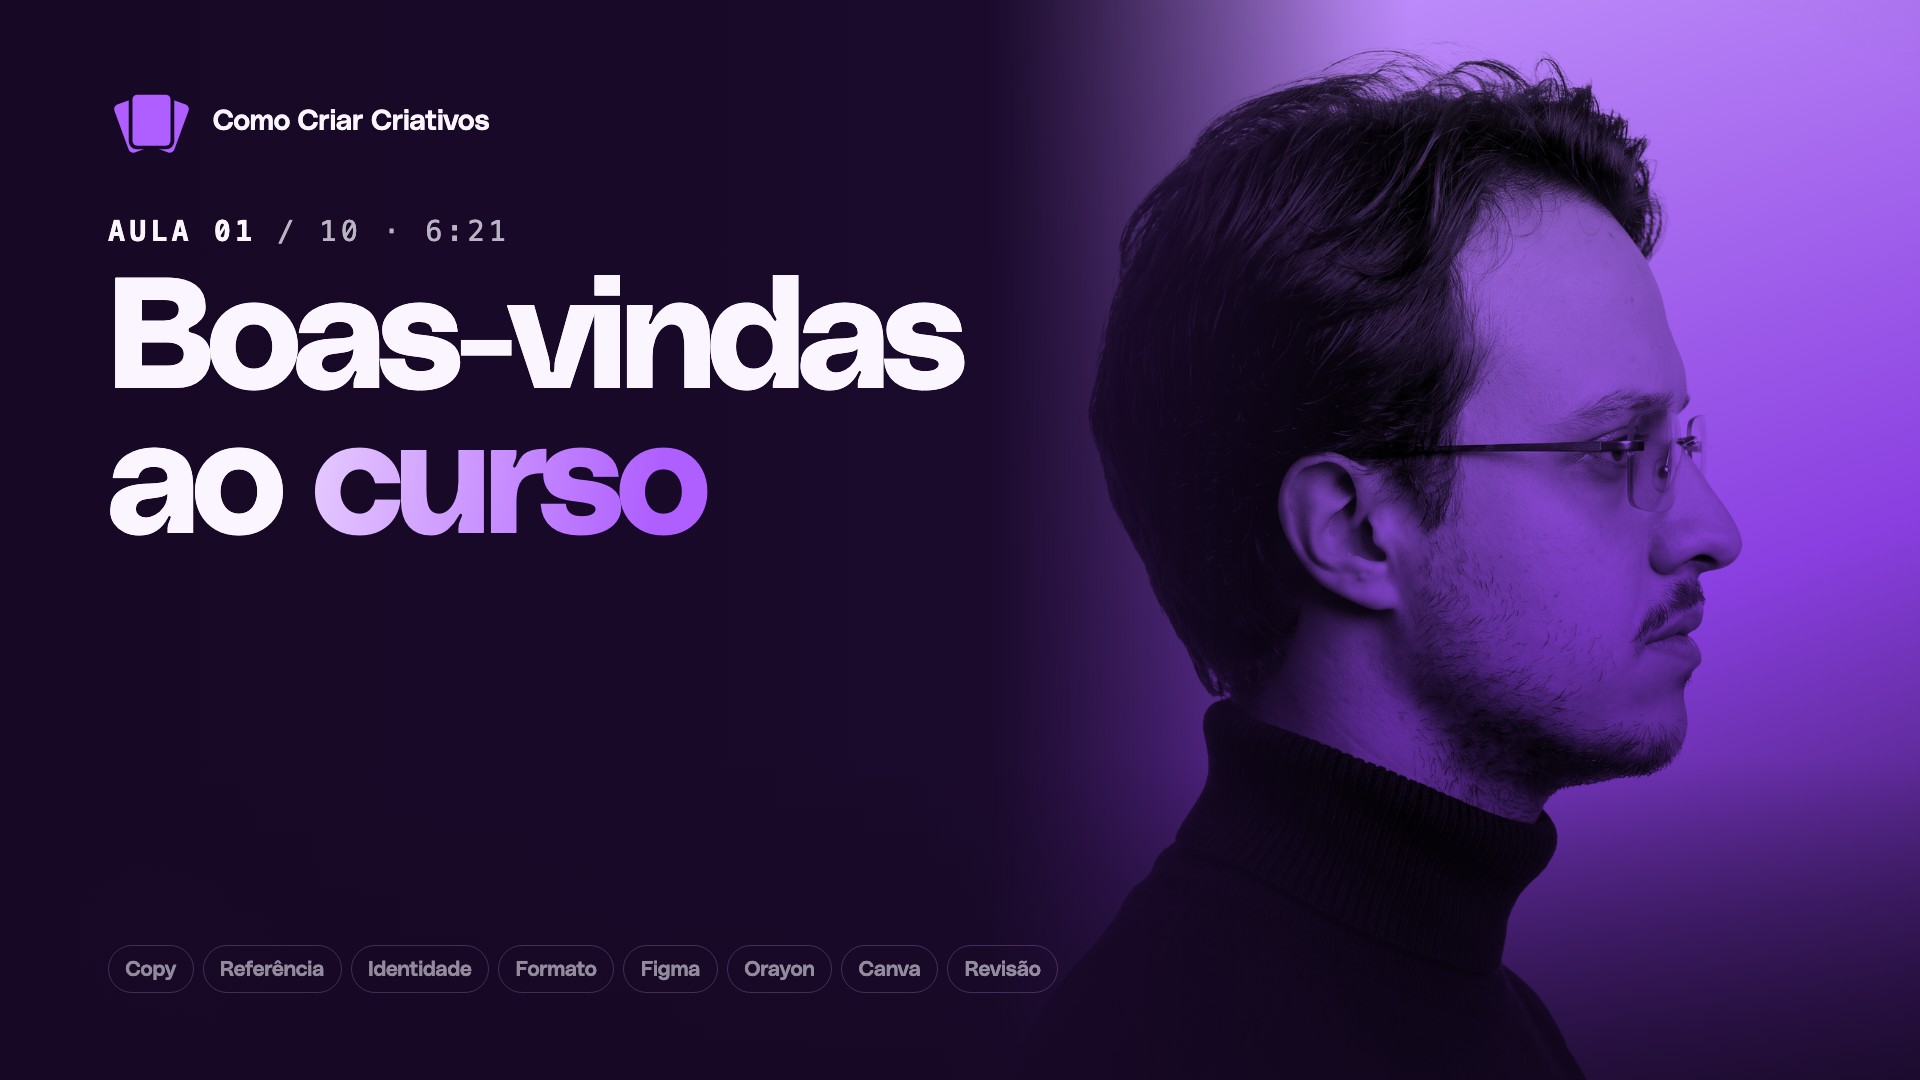 Como Criar Criativos
AULA 01 / 10 · 6:21
Boas-vindas
ao curso
Copy Referência Identidade Formato Figma Orayon Canva Revisão